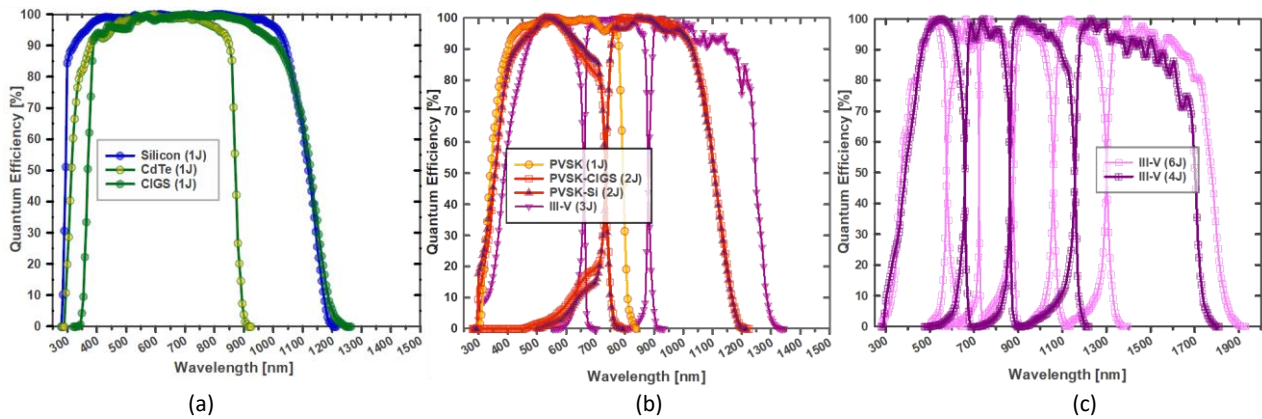 Quantum Efficiency [%]
100
90
80
70
60
50
40
30
20
10
0
Silicon (1J)
CdTe (1J)
CIGS (1J)
300 400 500 600 700 800 900 1000 1100 1200 1300 1400 1500
Wavelength [nm]
(a)
Quantum Efficiency [%]
100
90
80
70
60
50
40
30
20
10
0
PVSK (1J)
PVSK-CIGS (2J)
PVSK-Si (2J)
III-V (3J)
300 400 500 600 700 800 900 1000 1100 1200 1300 1400 1500
Wavelength [nm]
(b)
Quantum Efficiency [%]
100
90
80
70
60
50
40
30
20
10
0
III-V (6J)
III-V (4J)
300 500 700 900 1100 1300 1500 1700 1900
Wavelength [nm]
(c)